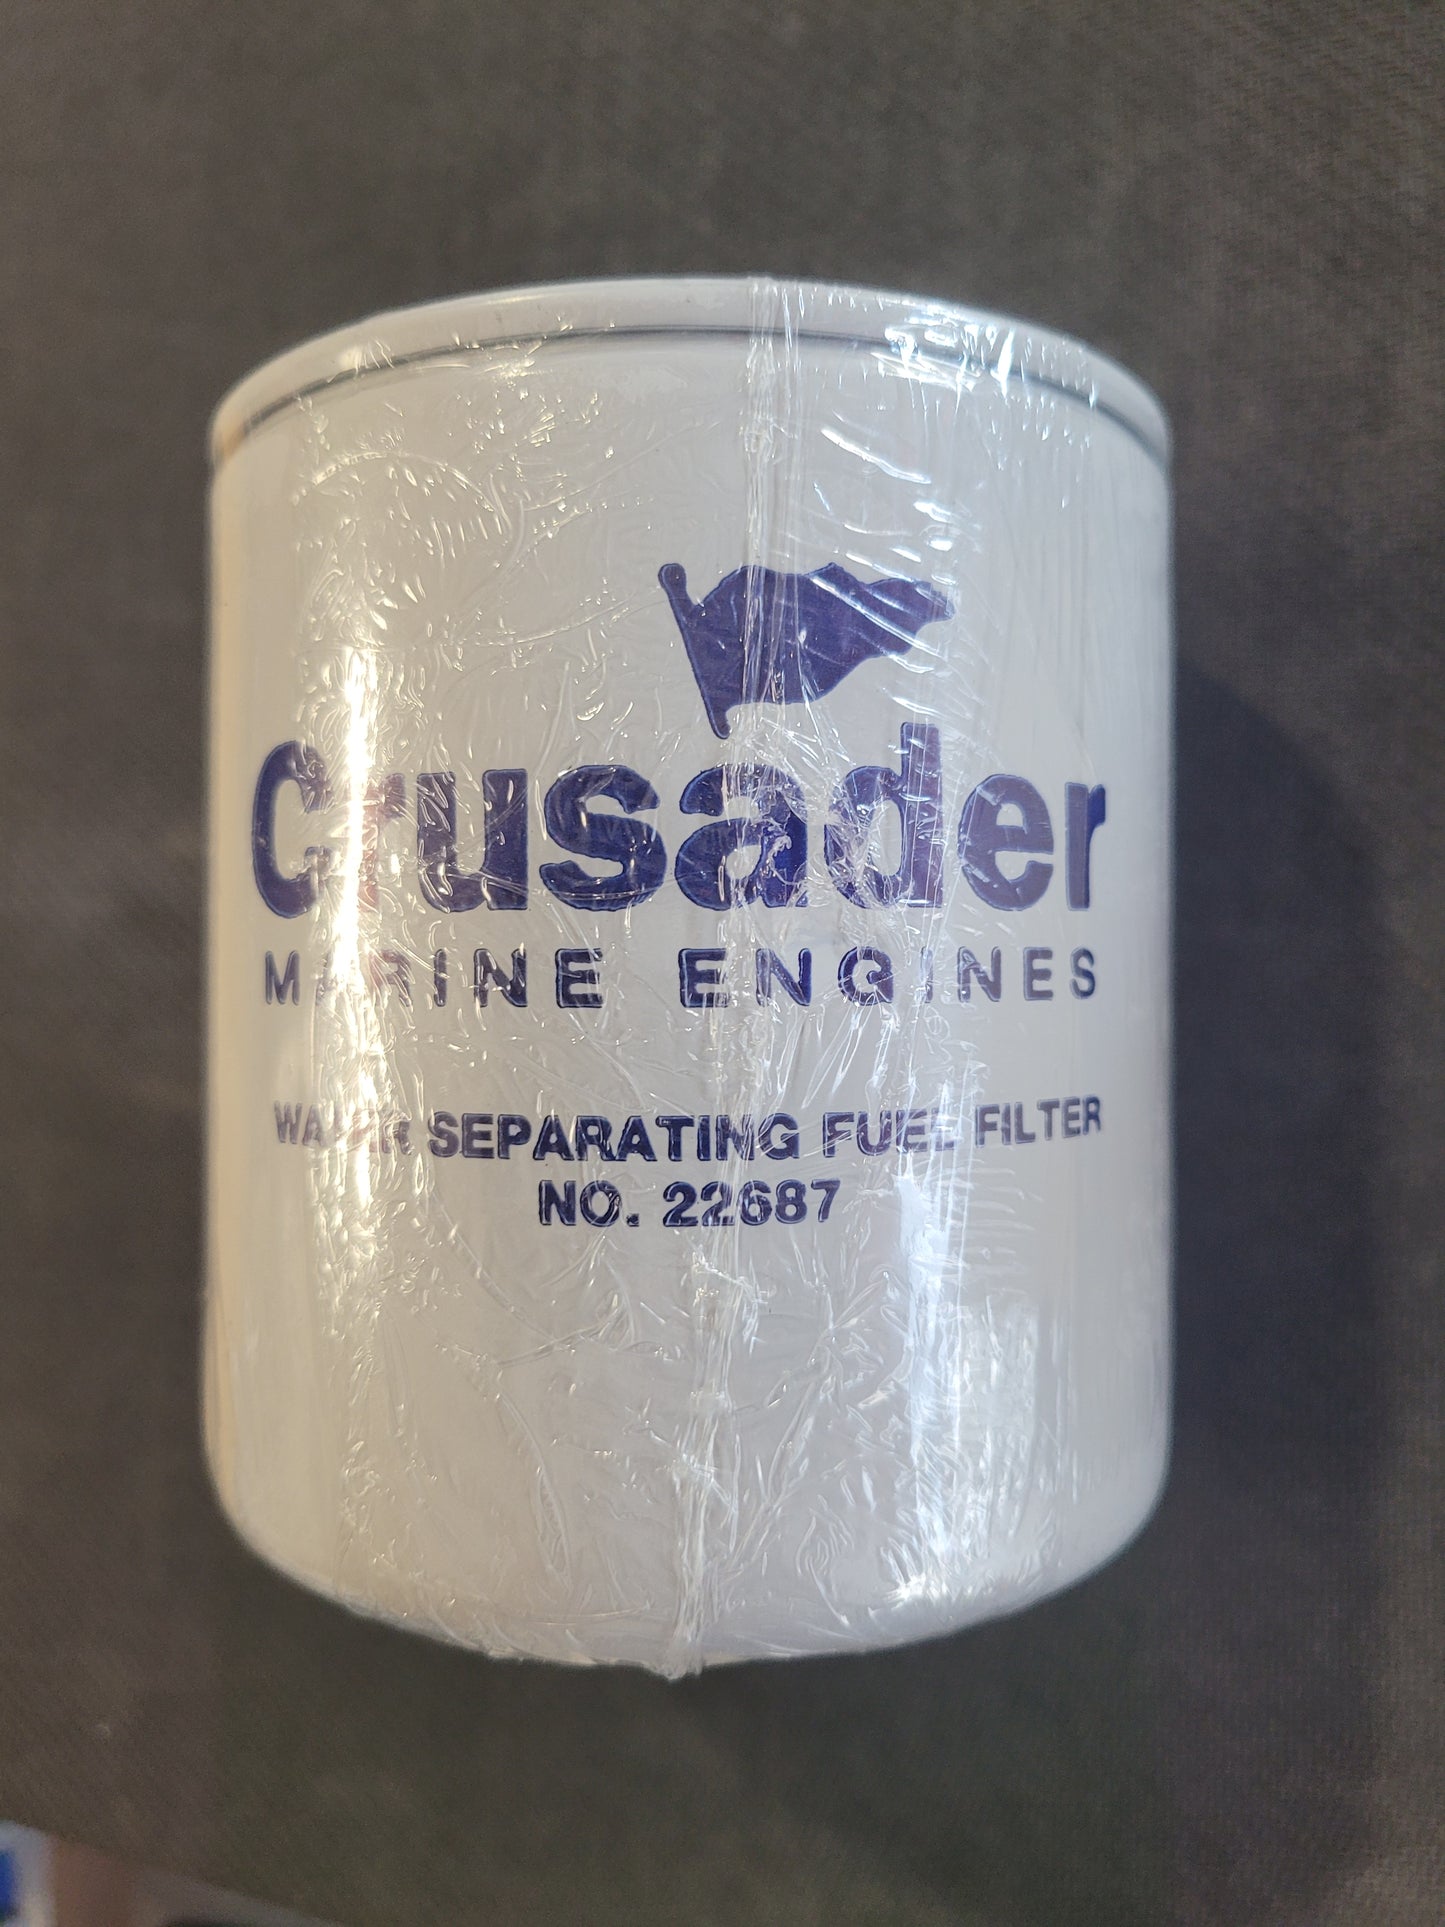 Crusader
MARINE ENGINES
WATER SEPARATING FUEL FILTER
NO. 22687